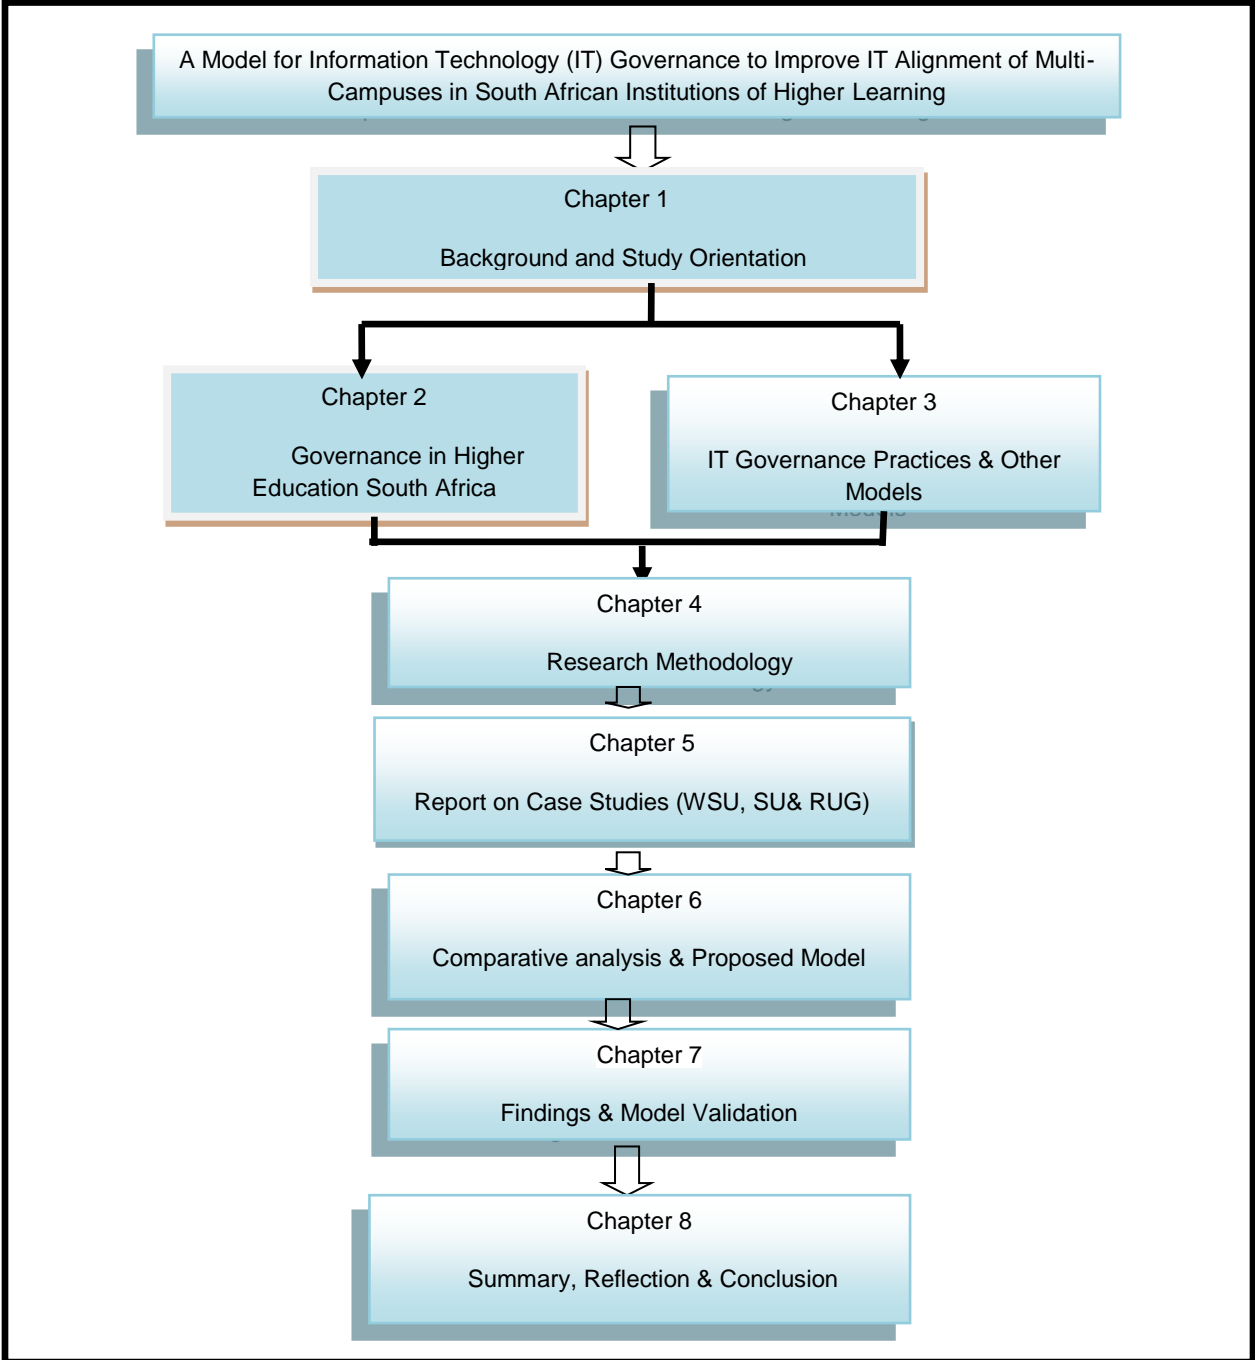 A Model for Information Technology (IT) Governance to Improve IT Alignment of Multi-
Campuses in South African Institutions of Higher Learning
Chapter 1
Background and Study Orientation
Chapter 2
Governance in Higher
Education South Africa
Chapter 3
IT Governance Practices & Other
Models
Chapter 4
Research Methodology
Chapter 5
Report on Case Studies (WSU, SU& RUG)
Chapter 6
Comparative analysis & Proposed Model
Chapter 7
Findings & Model Validation
Chapter 8
Summary, Reflection & Conclusion